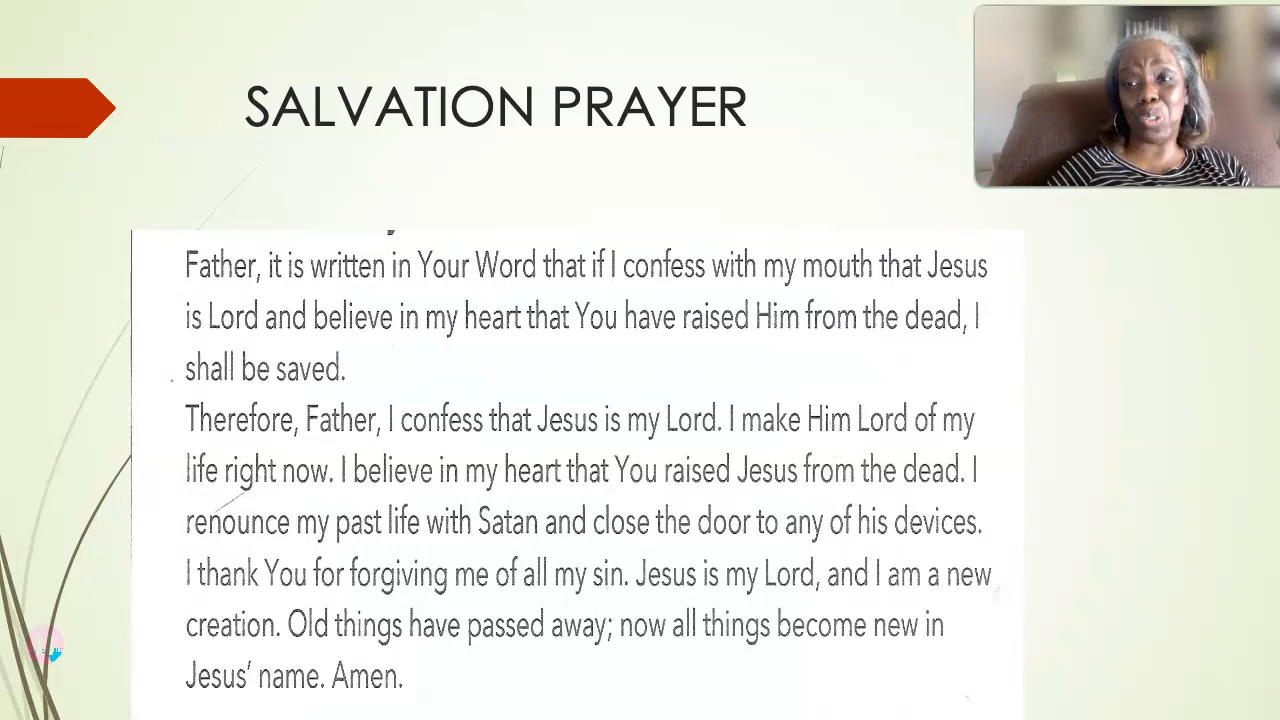 SALVATION PRAYER
Father, it is written in Your Word that if I confess with my mouth that Jesus
is Lord and believe in my heart that You have raised Him from the dead, I
shall be saved.
Therefore, Father, I confess that Jesus is my Lord. I make Him Lord of my
life right now. I believe in my heart that You raised Jesus from the dead. I
renounce my past life with Satan and close the door to any of his devices.
I thank You for forgiving me of all my sin. Jesus is my Lord, and I am a new
creation. Old things have passed away; now all things become new in
Jesus’ name. Amen.